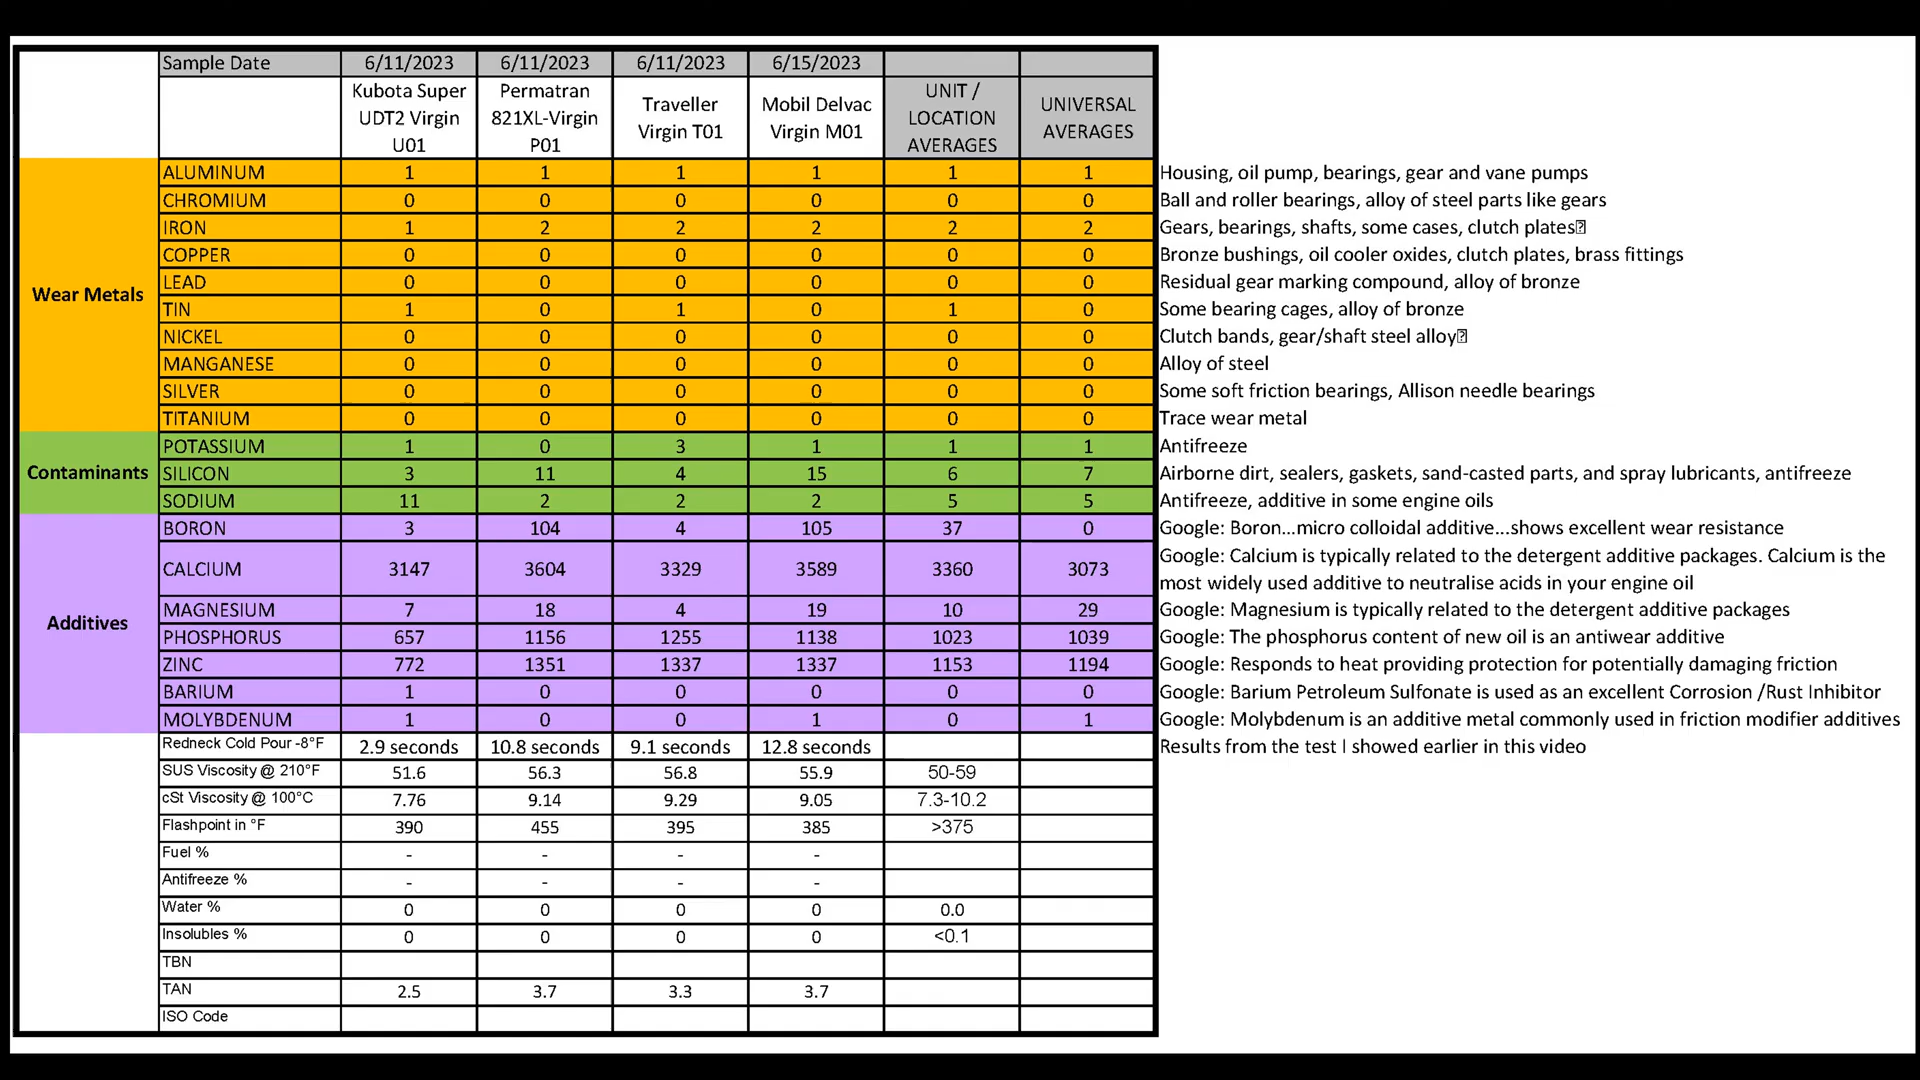 Sample Date 6/11/2023 6/11/2023 6/11/2023 6/15/2023
Kubota Super UDT2 Virgin U01 Permatran 821XL-Virgin P01 Traveller Virgin T01 Mobil Delvac Virgin M01 UNIT / LOCATION AVERAGES UNIVERSAL AVERAGES
Wear Metals
ALUMINUM 1 1 1 1 1 1 Housing, oil pump, bearings, gear and vane pumps
CHROMIUM 0 0 0 0 0 0 Ball and roller bearings, alloy of steel parts like gears
IRON 1 2 2 2 2 2 Gears, bearings, shafts, some cases, clutch plates
COPPER 0 0 0 0 0 0 Bronze bushings, oil cooler oxides, clutch plates, brass fittings
LEAD 0 0 0 0 0 0 Residual gear marking compound, alloy of bronze
TIN 1 0 1 0 1 0 Some bearing cages, alloy of bronze
NICKEL 0 0 0 0 0 0 Clutch bands, gear/shaft steel alloy
MANGANESE 0 0 0 0 0 0 Alloy of steel
SILVER 0 0 0 0 0 0 Some soft friction bearings, Allison needle bearings
TITANIUM 0 0 0 0 0 0 Trace wear metal
Contaminants
POTASSIUM 1 0 3 1 1 1 Antifreeze
SILICON 3 11 4 15 6 7 Airborne dirt, sealers, gaskets, sand-casted parts, and spray lubricants, antifreeze
SODIUM 11 2 2 2 5 5 Antifreeze, additive in some engine oils
Additives
BORON 3 104 4 105 37 0 Google: Boron...micro colloidal additive...shows excellent wear resistance
CALCIUM 3147 3604 3329 3589 3360 3073 Google: Calcium is typically related to the detergent additive packages. Calcium is the
most widely used additive to neutralise acids in your engine oil
MAGNESIUM 7 18 4 19 10 29 Google: Magnesium is typically related to the detergent additive packages
PHOSPHORUS 657 1156 1255 1138 1023 1039 Google: The phosphorus content of new oil is an antiwear additive
ZINC 772 1351 1337 1337 1153 1194 Google: Responds to heat providing protection for potentially damaging friction
BARIUM 1 0 0 0 0 0 Google: Barium Petroleum Sulfonate is used as an excellent Corrosion /Rust Inhibitor
MOLYBDENUM 1 0 0 1 0 1 Google: Molybdenum is an additive metal commonly used in friction modifier additives
Redneck Cold Pour -8°F 2.9 seconds 10.8 seconds 9.1 seconds 12.8 seconds Results from the test I showed earlier in this video
SUS Viscosity @ 210°F 51.6 56.3 56.8 55.9 50-59
cSt Viscosity @ 100°C 7.76 9.14 9.29 9.05 7.3-10.2
Flashpoint in °F 390 455 395 385 >375
Fuel % - - - -
Antifreeze % - - - -
Water % 0 0 0 0 0.0
Insolubles % 0 0 0 0 <0.1
TBN
TAN 2.5 3.7 3.3 3.7
ISO Code